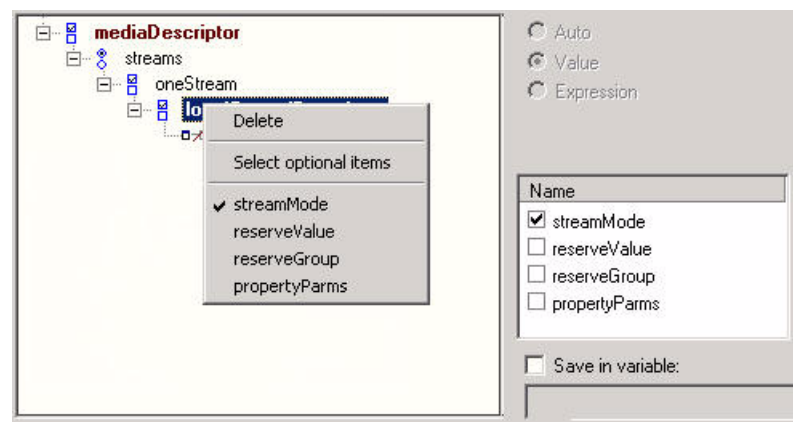 mediaDescriptor
streams
oneStream
Delete
Select optional items
streamMode
reserveValue
reserveGroup
propertyParms
Auto
Value
Expression
Name
streamMode
reserveValue
reserveGroup
propertyParms
Save in variable: